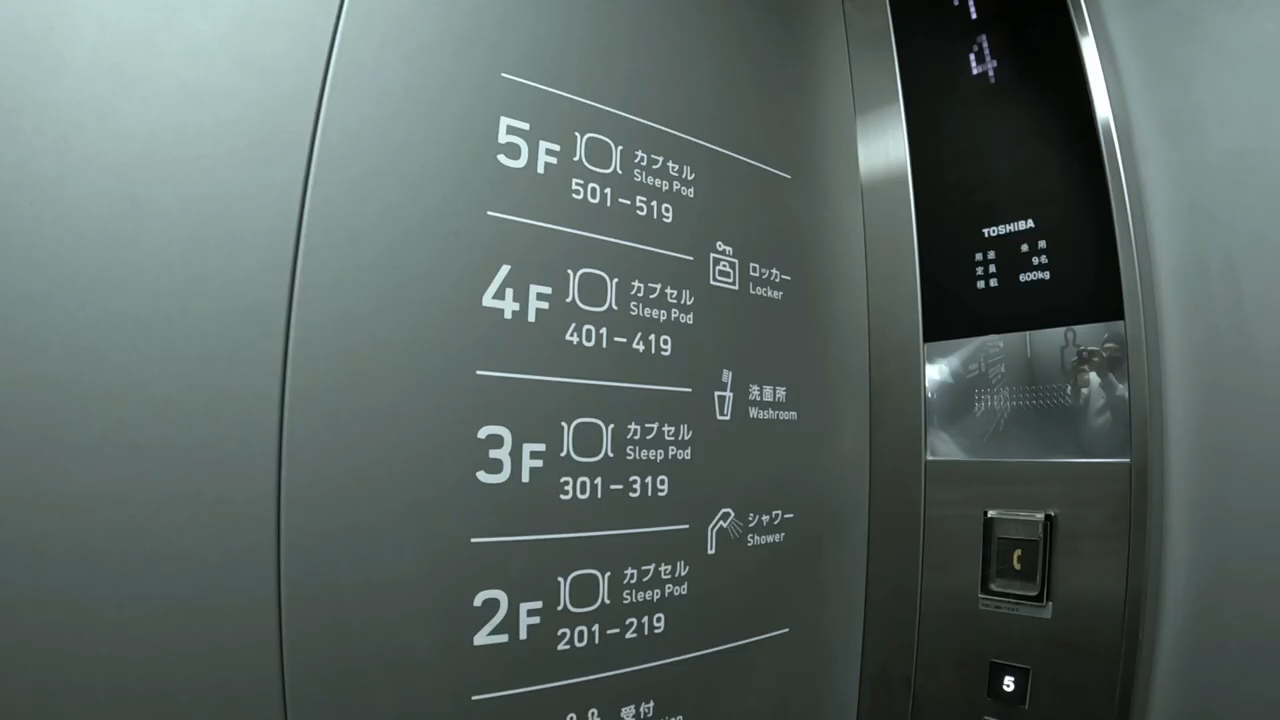 5F カプセル
Sleep Pod
501–519
4F カプセル
Sleep Pod
401–419
3F カプセル
Sleep Pod
301–319
2F カプセル
Sleep Pod
201–219
受付
ロッカー
Locker
洗面所
Washroom
シャワー
Shower
4
TOSHIBA
用途 乗用
定員 9名
積載 600kg
5